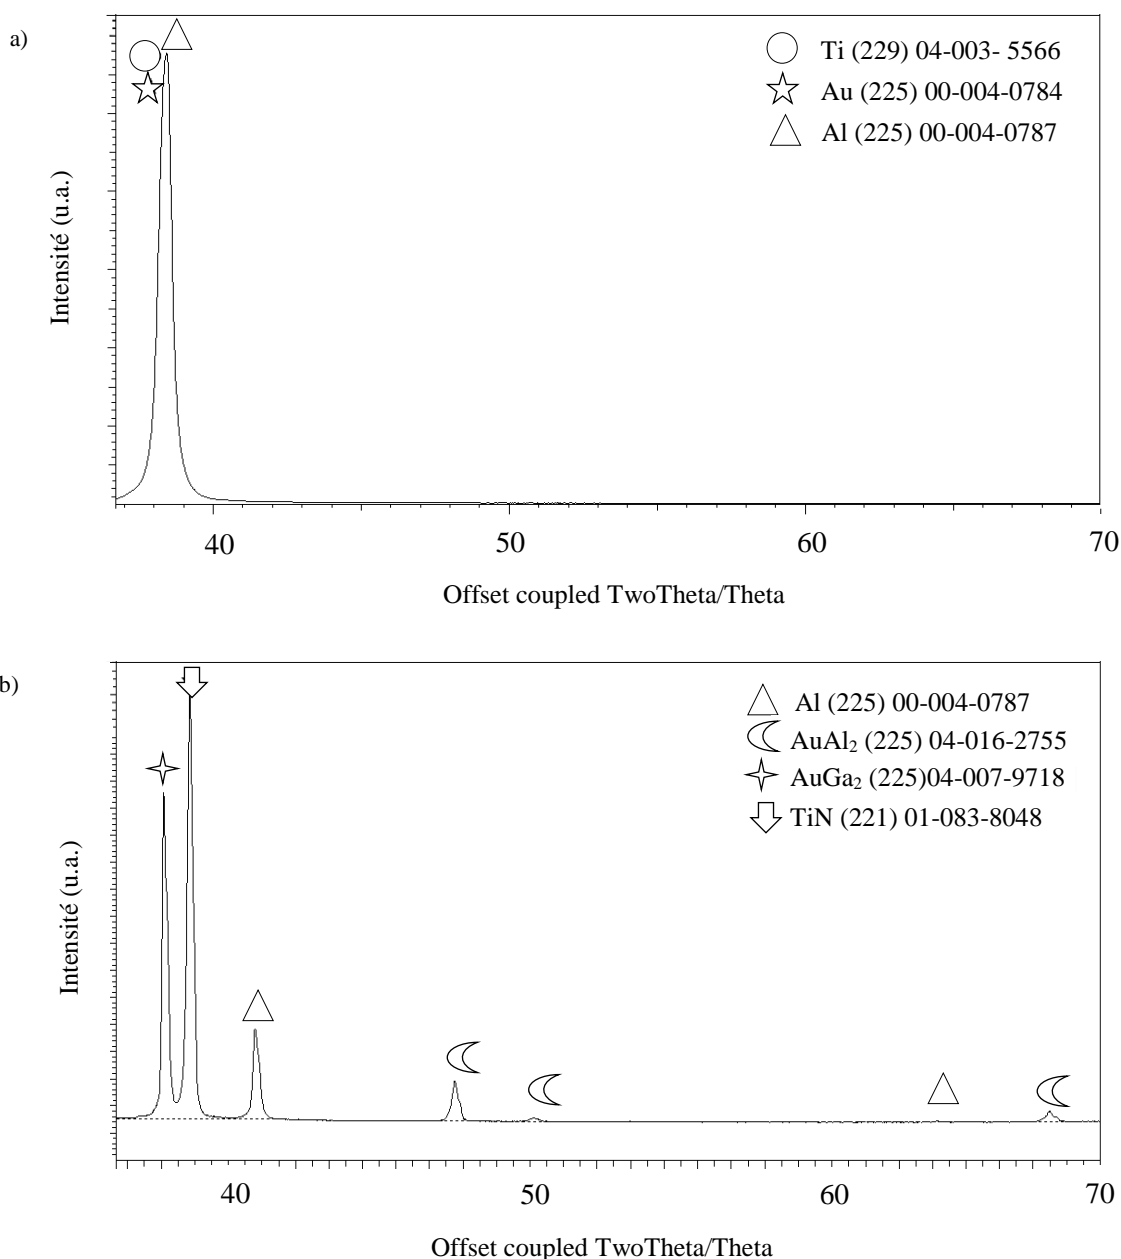 a)
Ti (229) 04-003- 5566
Au (225) 00-004-0784
Al (225) 00-004-0787
Intensité (u.a.)
40 50 60 70
Offset coupled TwoTheta/Theta
b)
Al (225) 00-004-0787
AuAl₂ (225) 04-016-2755
AuGa₂ (225)04-007-9718
TiN (221) 01-083-8048
Intensité (u.a.)
40 50 60 70
Offset coupled TwoTheta/Theta